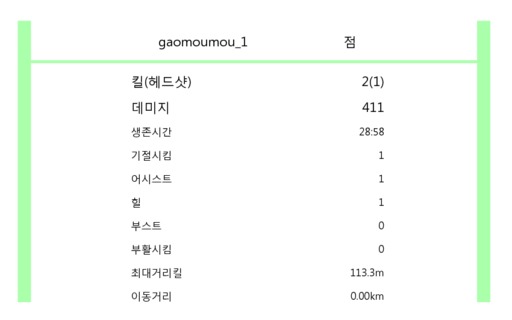 gaomoumou_1 점
킬(헤드샷) 2(1)
데미지 411
생존시간 28:58
기절시킴 1
어시스트 1
힐 1
부스트 0
부활시킴 0
최대거리킬 113.3m
이동거리 0.00km